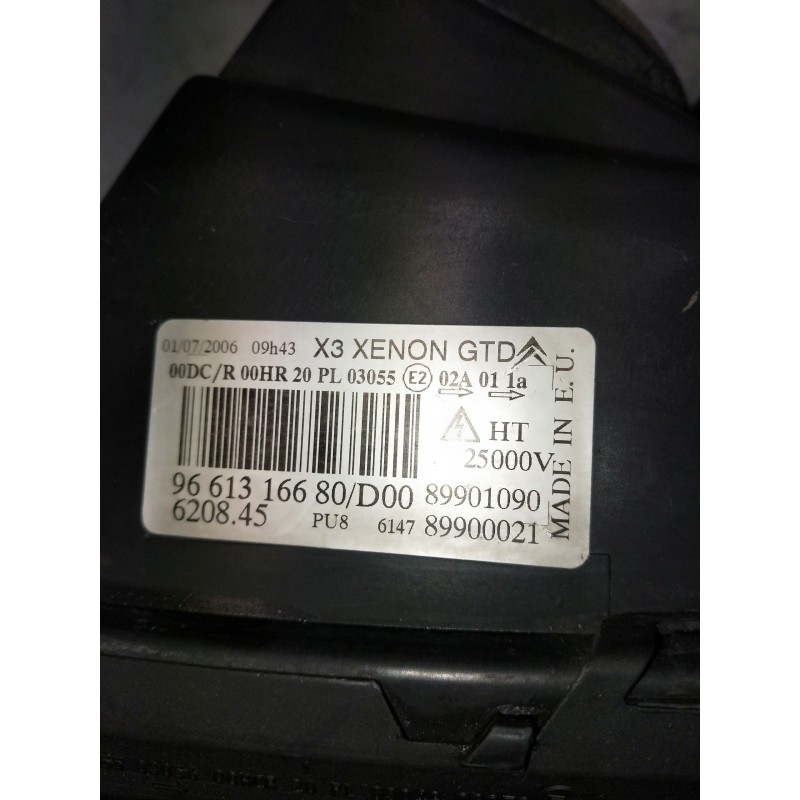 01/07/2006 09h43 X3 XENON GTD
00DC/R 00HR 20 PL 03055 E2 02A 01 1a
HT
25000V
96 613 166 80/D00 89901090
6208.45 PU8 6147 89900021
MADE IN E.U.